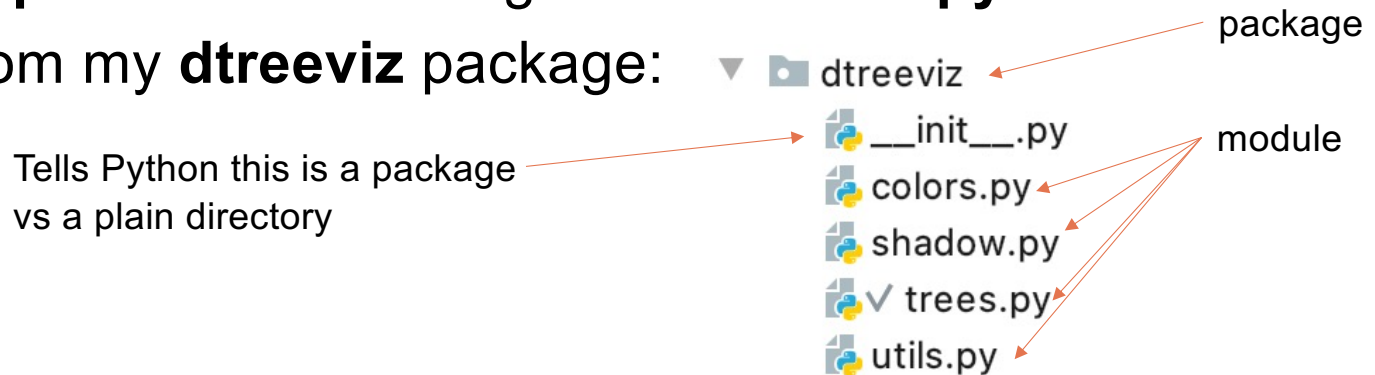 package
om my dtreeviz package:
dtreeviz
__init__.py
module
Tells Python this is a package
vs a plain directory
colors.py
shadow.py
trees.py
utils.py